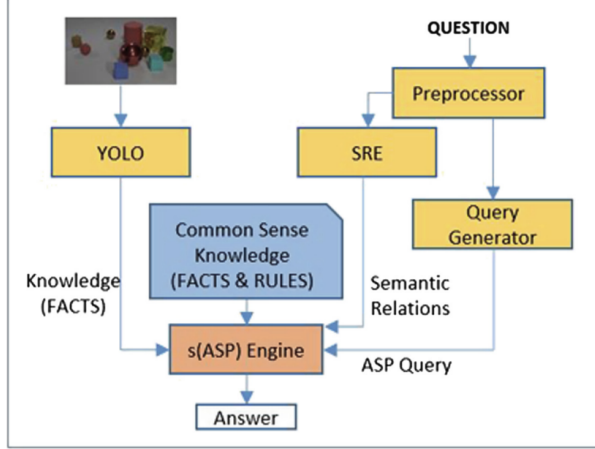 QUESTION
Preprocessor
YOLO
SRE
Query
Generator
Common Sense
Knowledge
(FACTS & RULES)
Knowledge
(FACTS)
Semantic
Relations
s(ASP) Engine
ASP Query
Answer